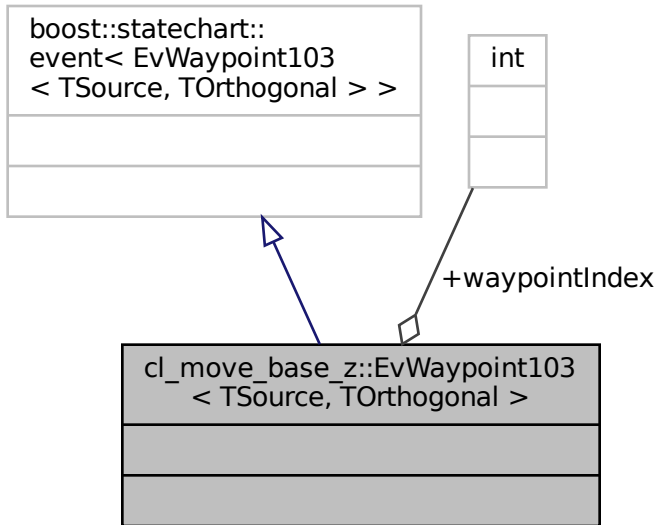 boost::statechart::
event< EvWaypoint103
< TSource, TOrthogonal > >
int
+waypointIndex
cl_move_base_z::EvWaypoint103
< TSource, TOrthogonal >